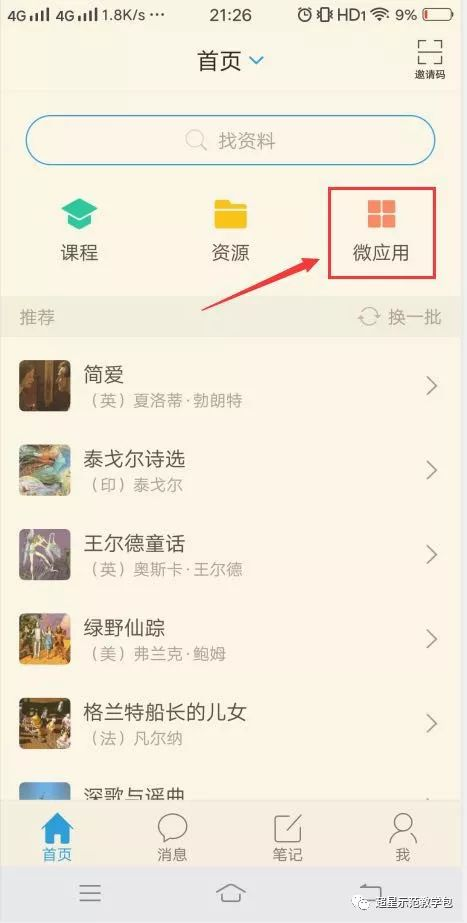 4G 4G 1.8K/s ··· 21:26 HD1 9%
首页
邀请码
找资料
课程 资源 微应用
推荐 换一批
简爱
（英）夏洛蒂·勃朗特
泰戈尔诗选
（印）泰戈尔
王尔德童话
（英）奥斯卡·王尔德
绿野仙踪
（美）弗兰克·鲍姆
格兰特船长的儿女
（法）凡尔纳
深歌与谣曲
首页 消息 笔记 我
超星示范教学包